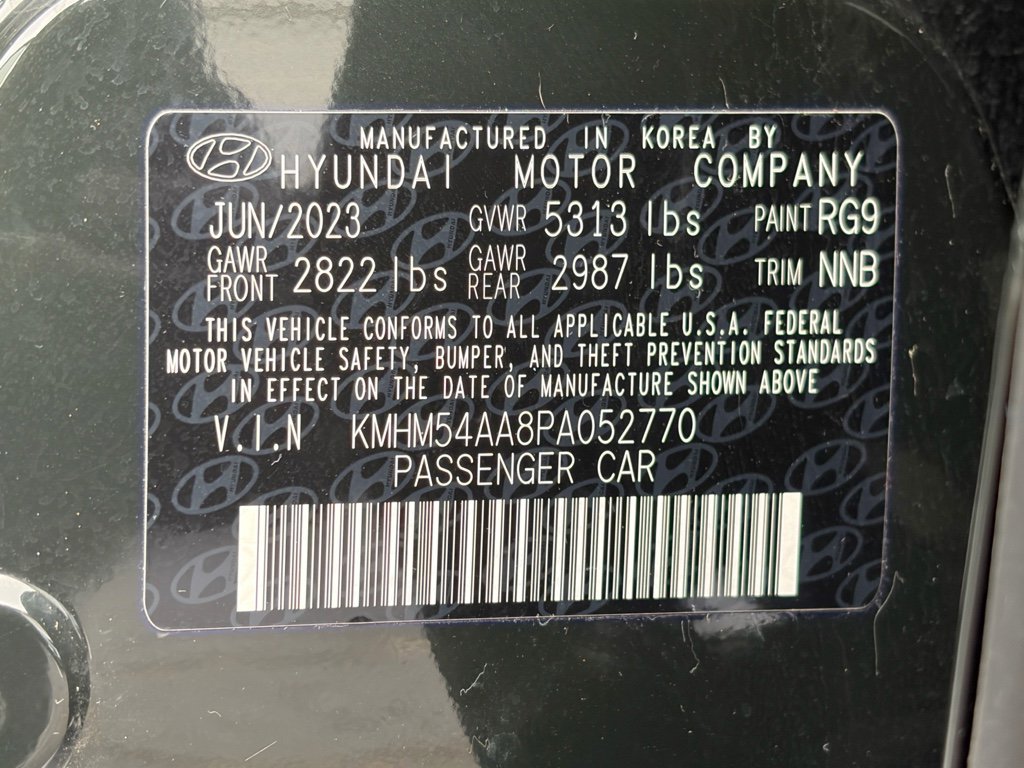 MANUFACTURED IN KOREA BY
HYUNDAI MOTOR COMPANY
JUN/2023 GVWR 5313 lbs PAINT RG9
GAWR FRONT 2822 lbs GAWR REAR 2987 lbs TRIM NNB
THIS VEHICLE CONFORMS TO ALL APPLICABLE U.S.A. FEDERAL
MOTOR VEHICLE SAFETY, BUMPER, AND THEFT PREVENTION STANDARDS
IN EFFECT ON THE DATE OF MANUFACTURE SHOWN ABOVE
V.I.N KMHM54AA8PA052770
PASSENGER CAR